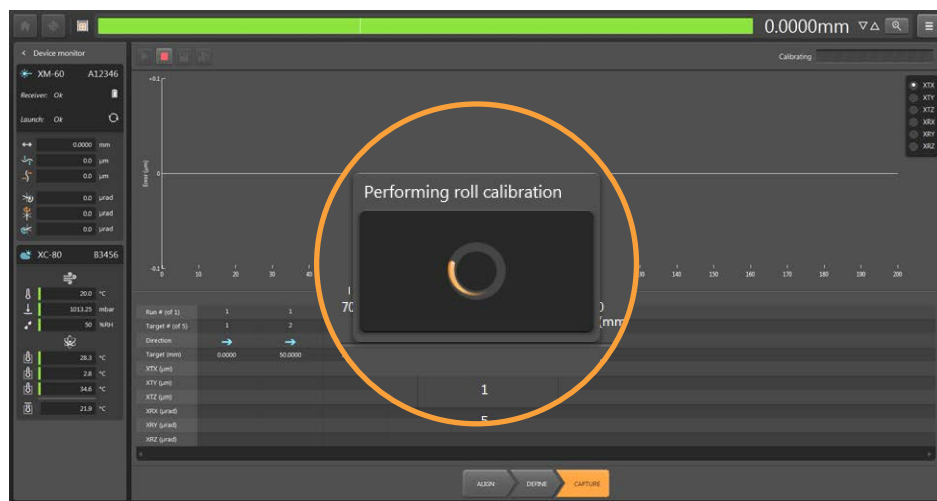 0.0000mm
Device monitor
XM-60 A12346
Receiver: Ok
Launch: Ok
0.0000 mm
0.0 µm
0.0 µm
0.0 µrad
0.0 µrad
0.0 µrad
XC-80 B3456
20.0 °C
1013.25 mbar
50 %RH
28.3 °C
2.8 °C
34.6 °C
21.9 °C
Calibrating
+0.1
0
-0.1
Error (µm)
XTX
XTY
XTZ
XRX
XRY
XRZ
Performing roll calibration
0 10 20 30 40 140 150 160 170 180 190 200
70
(mm
Run # (of 1) 1 1
Target # (of 5) 1 2
Direction
Target (mm) 0.0000 50.0000
XTX (µm)
XTY (µm)
XTZ (µm)
XRX (µrad)
XRY (µrad)
XRZ (µrad)
1
5
ALIGN DEFINE CAPTURE